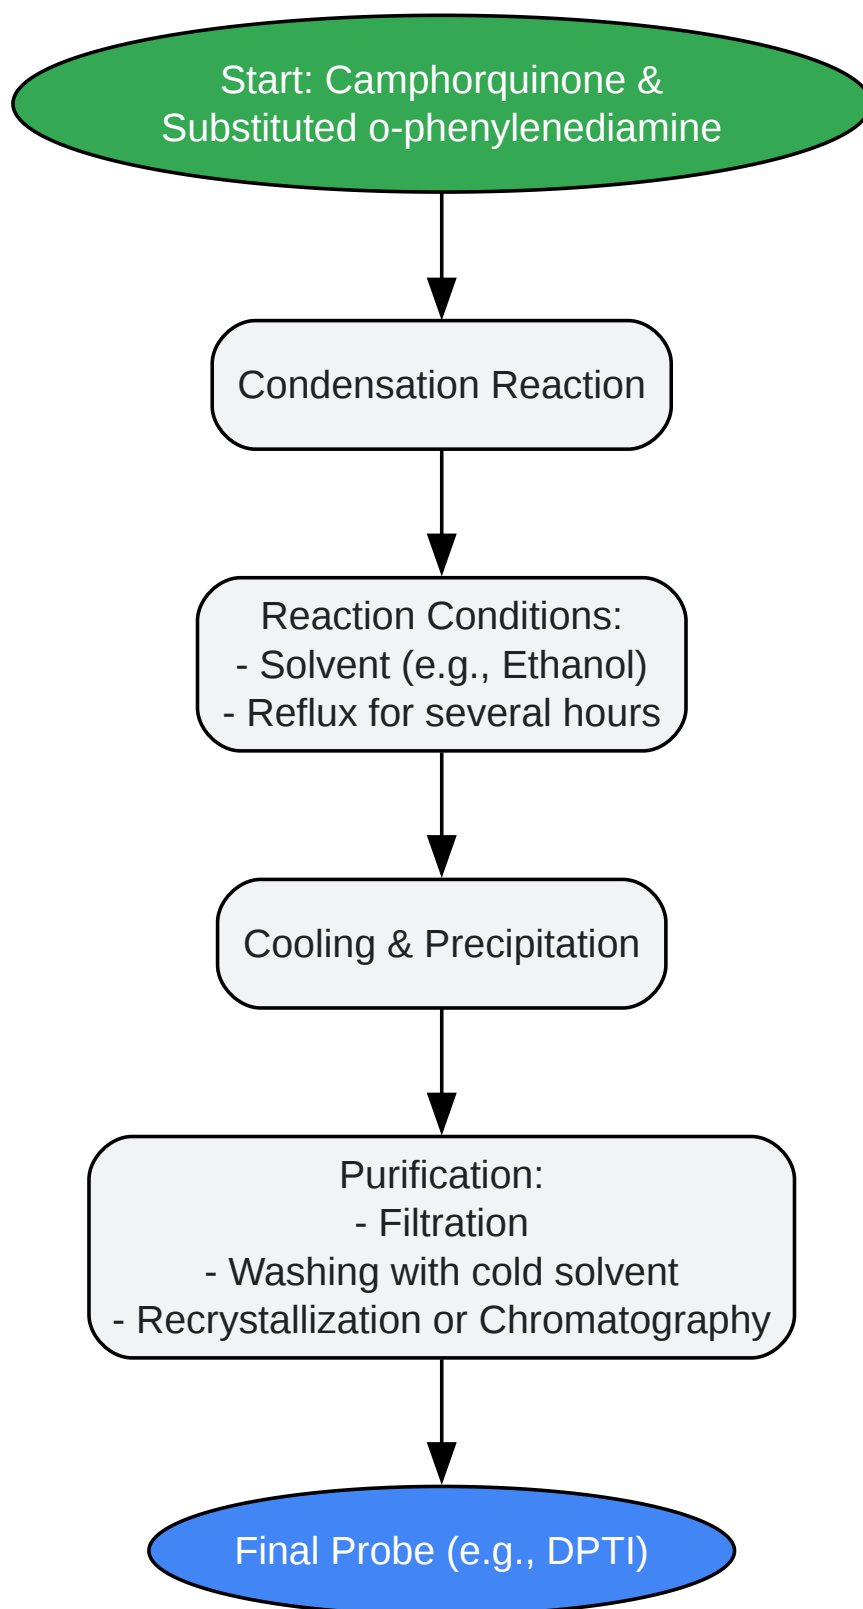 Start: Camphorquinone &
Substituted o-phenylenediamine
Condensation Reaction
Reaction Conditions:
- Solvent (e.g., Ethanol)
- Reflux for several hours
Cooling & Precipitation
Purification:
- Filtration
- Washing with cold solvent
- Recrystallization or Chromatography
Final Probe (e.g., DPTI)